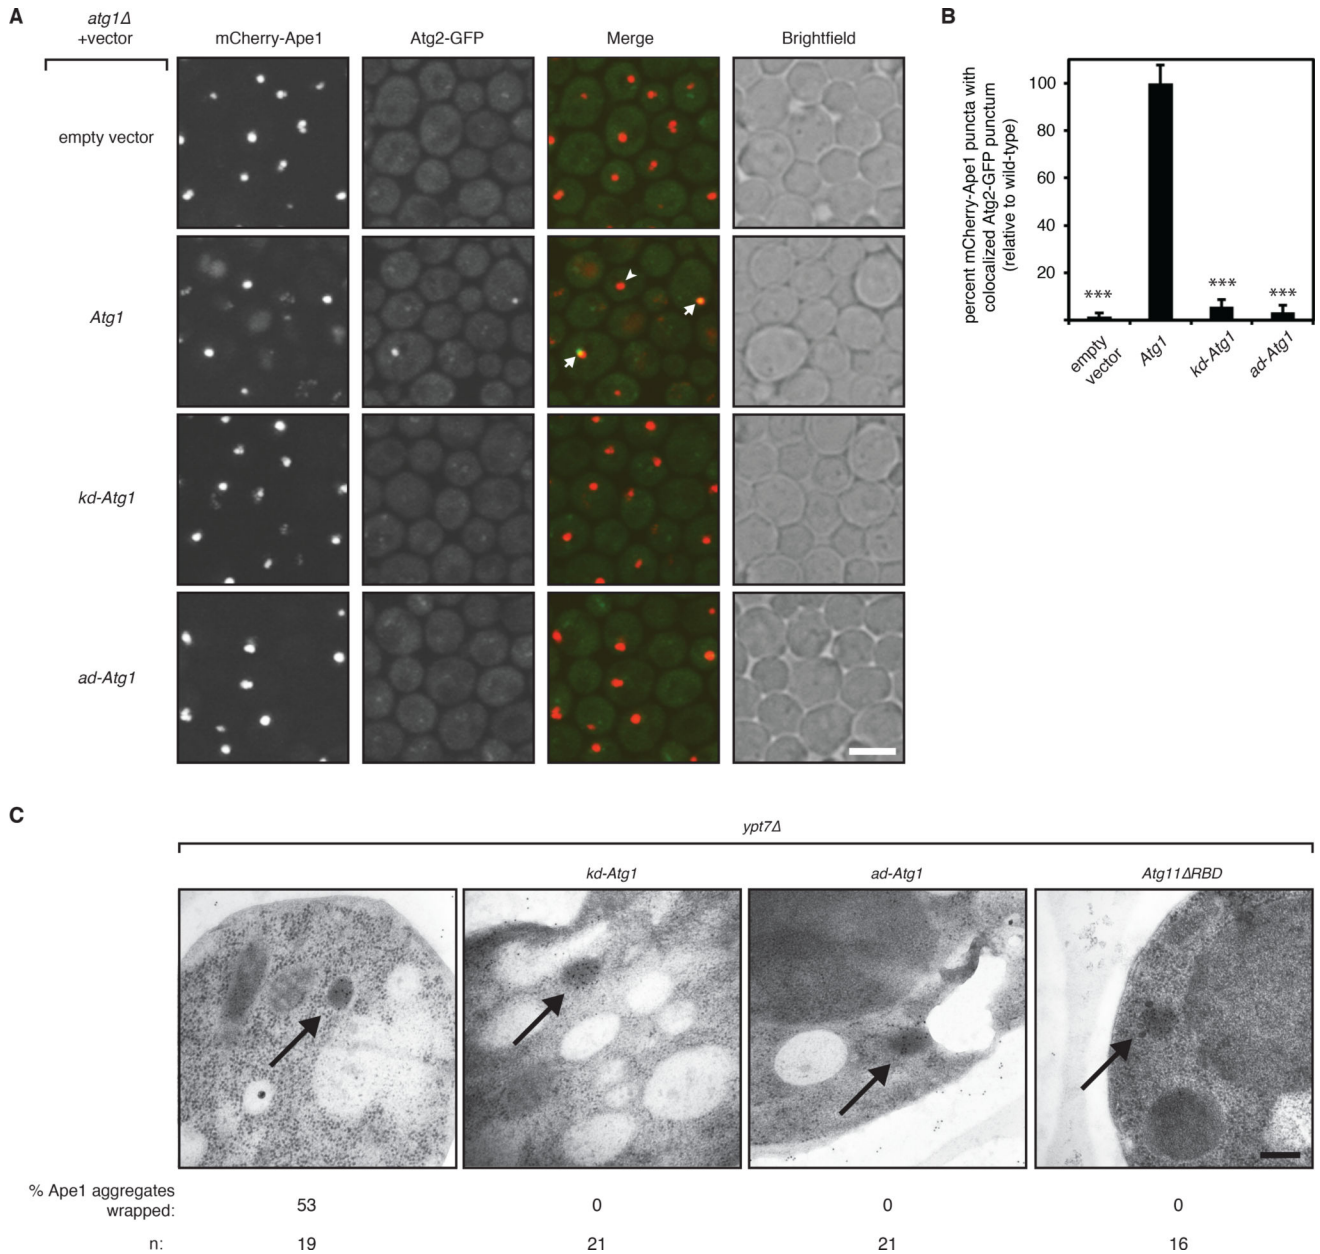 A
atg1Δ
+vector
mCherry-Ape1
Atg2-GFP
Merge
Brightfield
empty vector
Atg1
kd-Atg1
ad-Atg1
B
percent mCherry-Ape1 puncta with
colocalized Atg2-GFP punctum
(relative to wild-type)
100
80
60
40
20
***
***
***
empty
vector
Atg1
kd-Atg1
ad-Atg1
C
ypt7Δ
kd-Atg1
ad-Atg1
Atg11ΔRBD
% Ape1 aggregates
wrapped:
53
0
0
0
n:
19
21
21
16